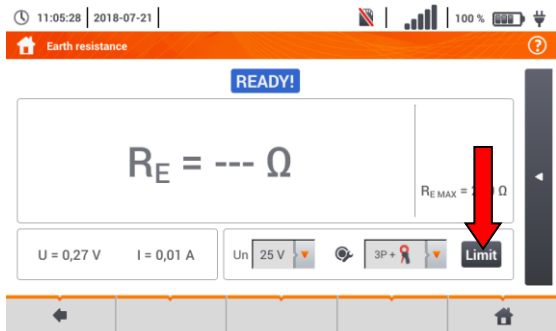 11:05:28 2018-07-21 100 %
Earth resistance ?
READY!
RE = --- Ω
RE MAX = Ω
U = 0,27 V I = 0,01 A Un 25 V 3P + Limit